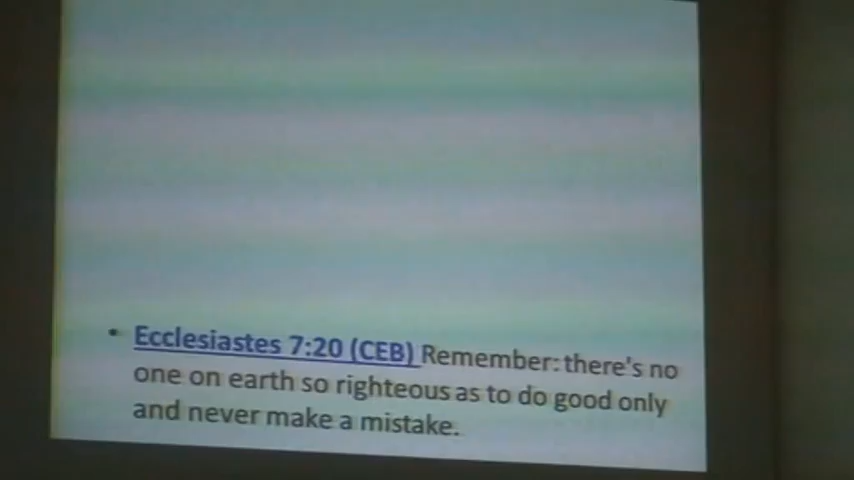 • Ecclesiastes 7:20 (CEB) Remember: there's no
one on earth so righteous as to do good only
and never make a mistake.